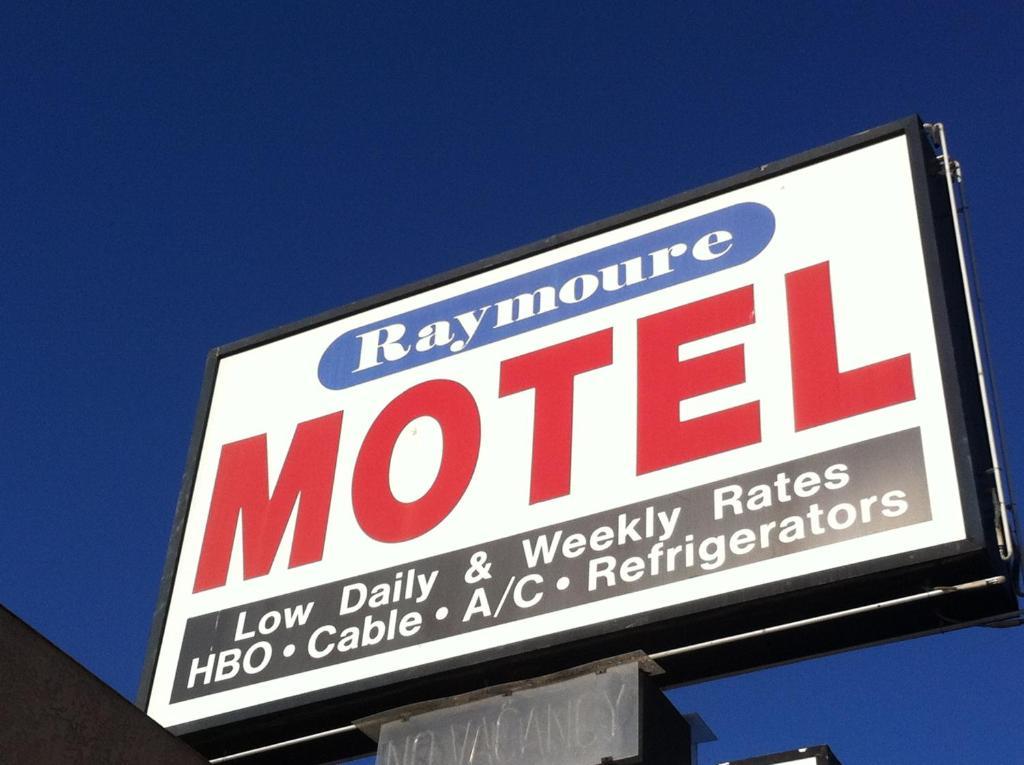 Raymoure
MOTEL
Low Daily & Weekly Rates
HBO • Cable • A/C • Refrigerators
NO VACANCY